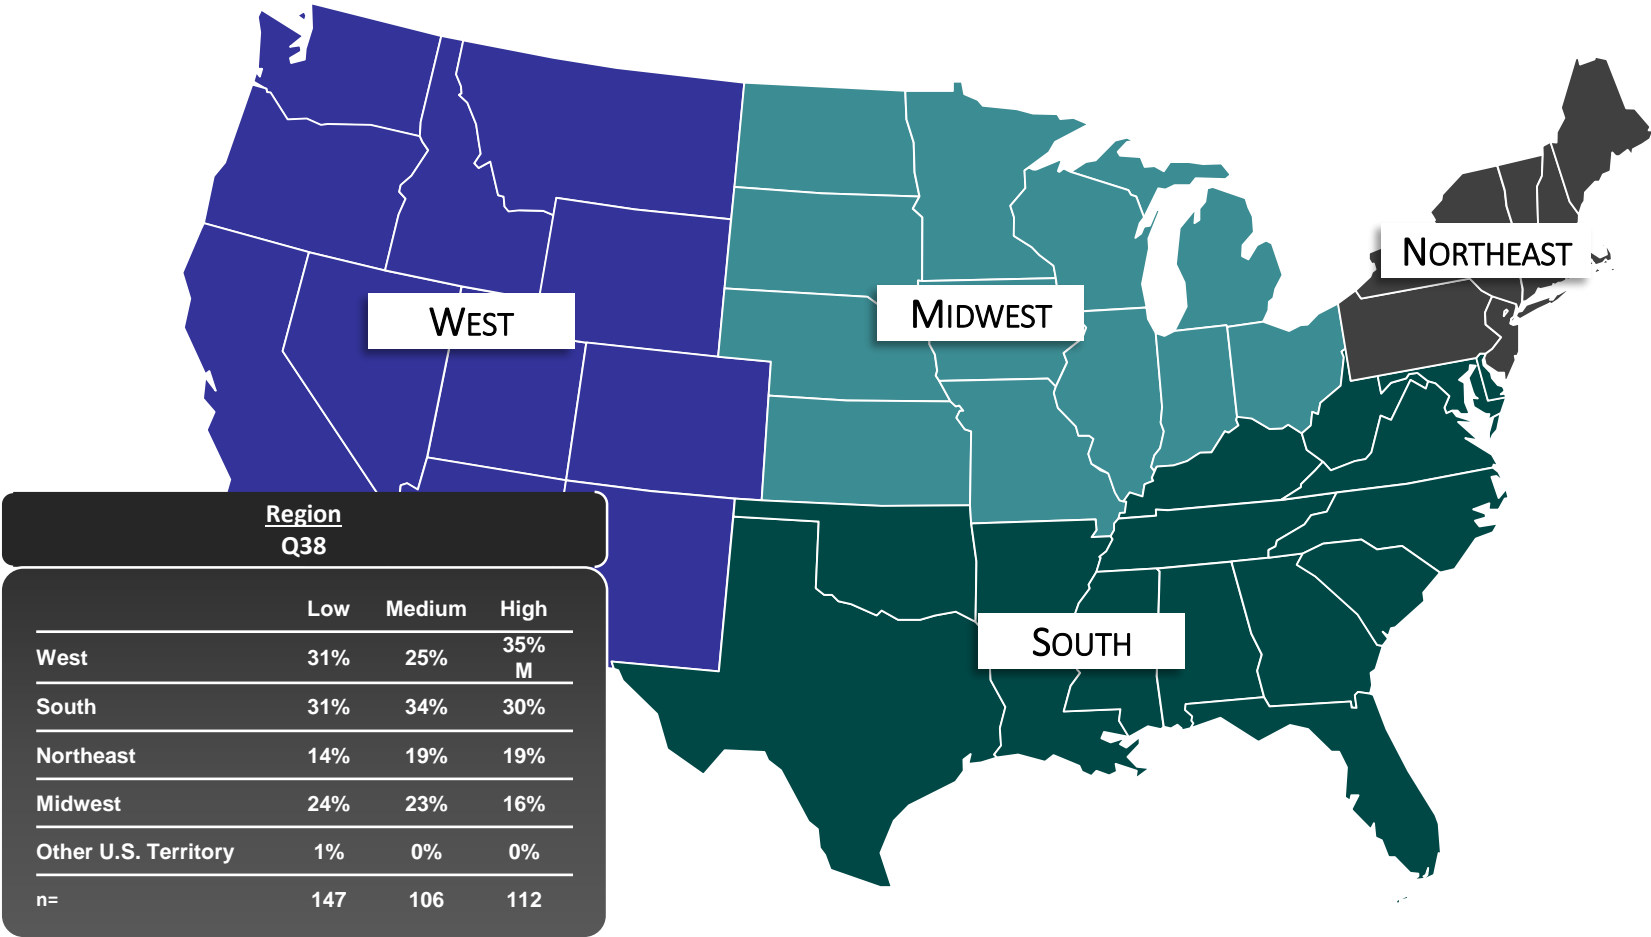 WEST
MIDWEST
NORTHEAST
SOUTH
Region
Q38
Low Medium High
West 31% 25% 35% M
South 31% 34% 30%
Northeast 14% 19% 19%
Midwest 24% 23% 16%
Other U.S. Territory 1% 0% 0%
n= 147 106 112